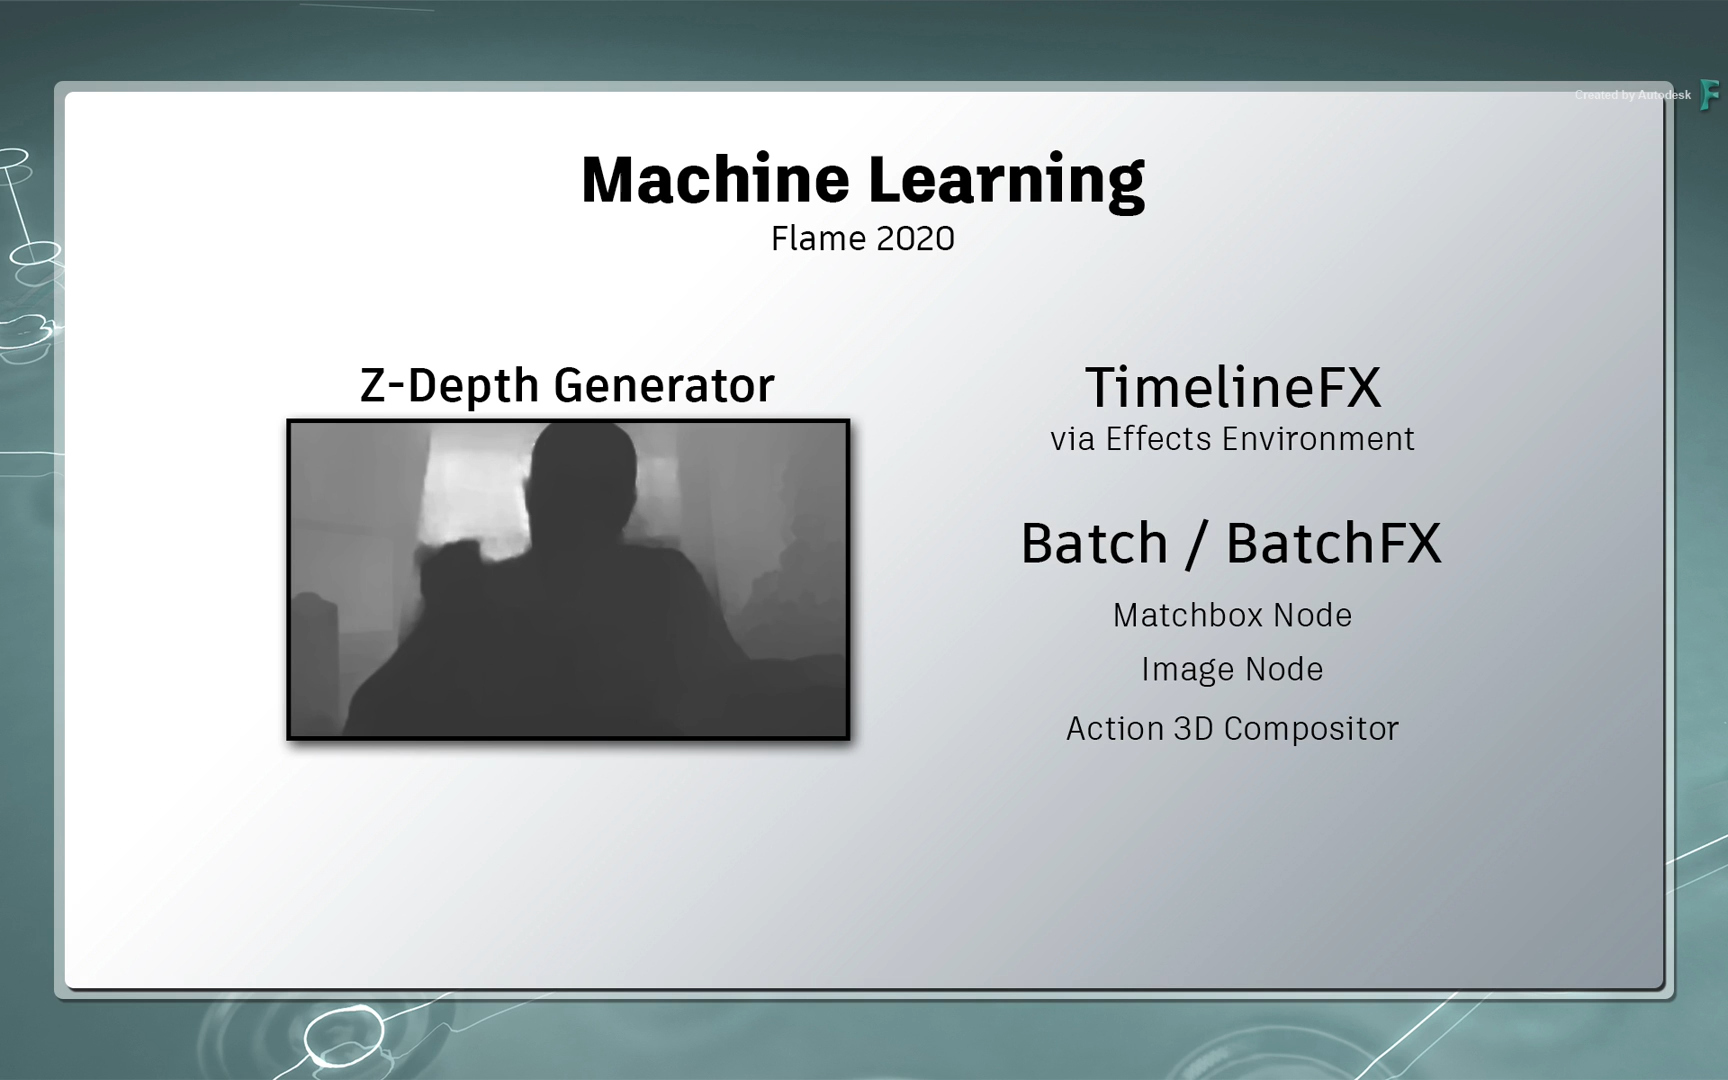 Created by Autodesk
Machine Learning
Flame 2020
Z-Depth Generator
TimelineFX
via Effects Environment
Batch / BatchFX
Matchbox Node
Image Node
Action 3D Compositor